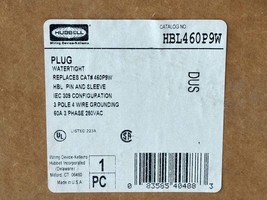 HUBBELL
Wiring Device-Kellems
CATALOG NO.
HBL460P9W
PLUG
WATERTIGHT
REPLACES CAT# 460P9W
HBL PIN AND SLEEVE
IEC 309 CONFIGURATION
3 POLE 4 WIRE GROUNDING
60A 3 PHASE 250VAC
DUS
UL
LISTED
Wiring Device-Kellems
Hubbell Incorporated
(Delaware)
Milford, CT 06460
Made in U.S.A.
1
PC
0 83585 40488 3